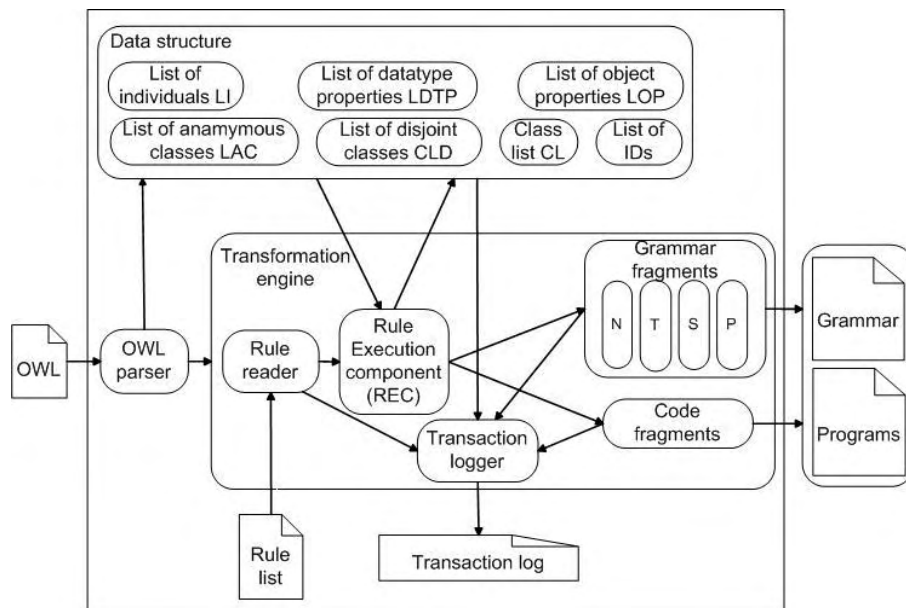 Data structure
List of
individuals LI
List of datatype
properties LDTP
List of object
properties LOP
List of anamymous
classes LAC
List of disjoint
classes CLD
Class
list CL
List of
IDs
Transformation
engine
Grammar
fragments
N
T
S
P
Grammar
OWL
OWL
parser
Rule
reader
Rule
Execution
component
(REC)
Transaction
logger
Code
fragments
Programs
Rule
list
Transaction log